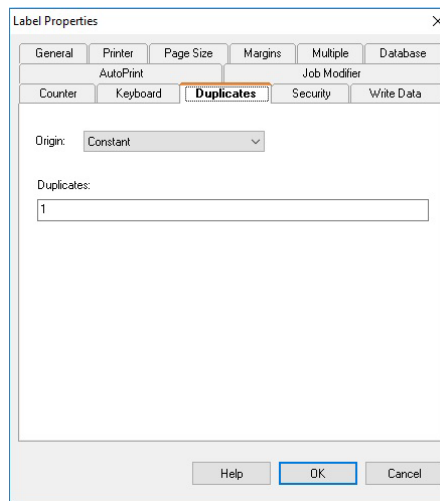 Label Properties
General Printer Page Size Margins Multiple Database
AutoPrint Job Modifier
Counter Keyboard Duplicates Security Write Data
Origin: Constant
Duplicates:
1
Help OK Cancel